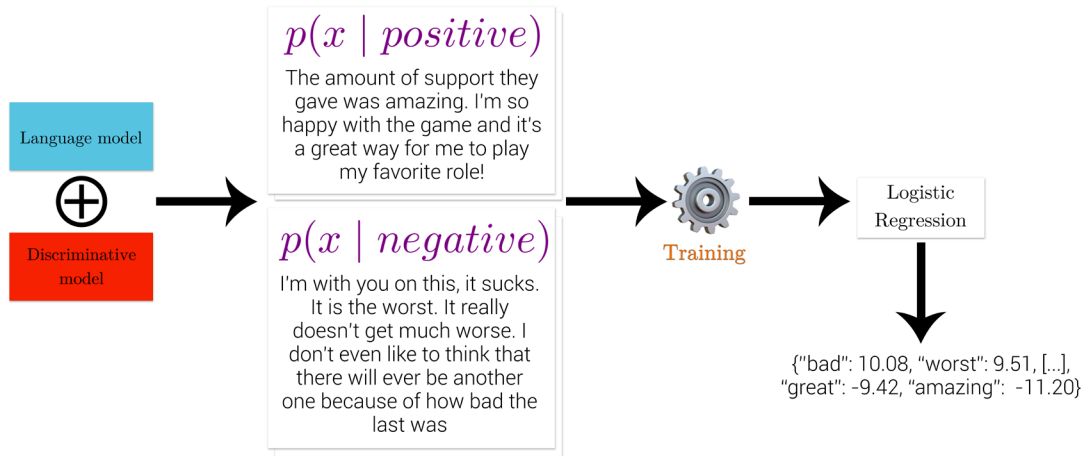 Language model
Discriminative
model
p(x | positive)
The amount of support they
gave was amazing. I'm so
happy with the game and it's
a great way for me to play
my favorite role!
p(x | negative)
I'm with you on this, it sucks.
It is the worst. It really
doesn't get much worse. I
don't even like to think that
there will ever be another
one because of how bad the
last was
Training
Logistic
Regression
{"bad": 10.08, "worst": 9.51, [...],
"great": -9.42, "amazing": -11.20}